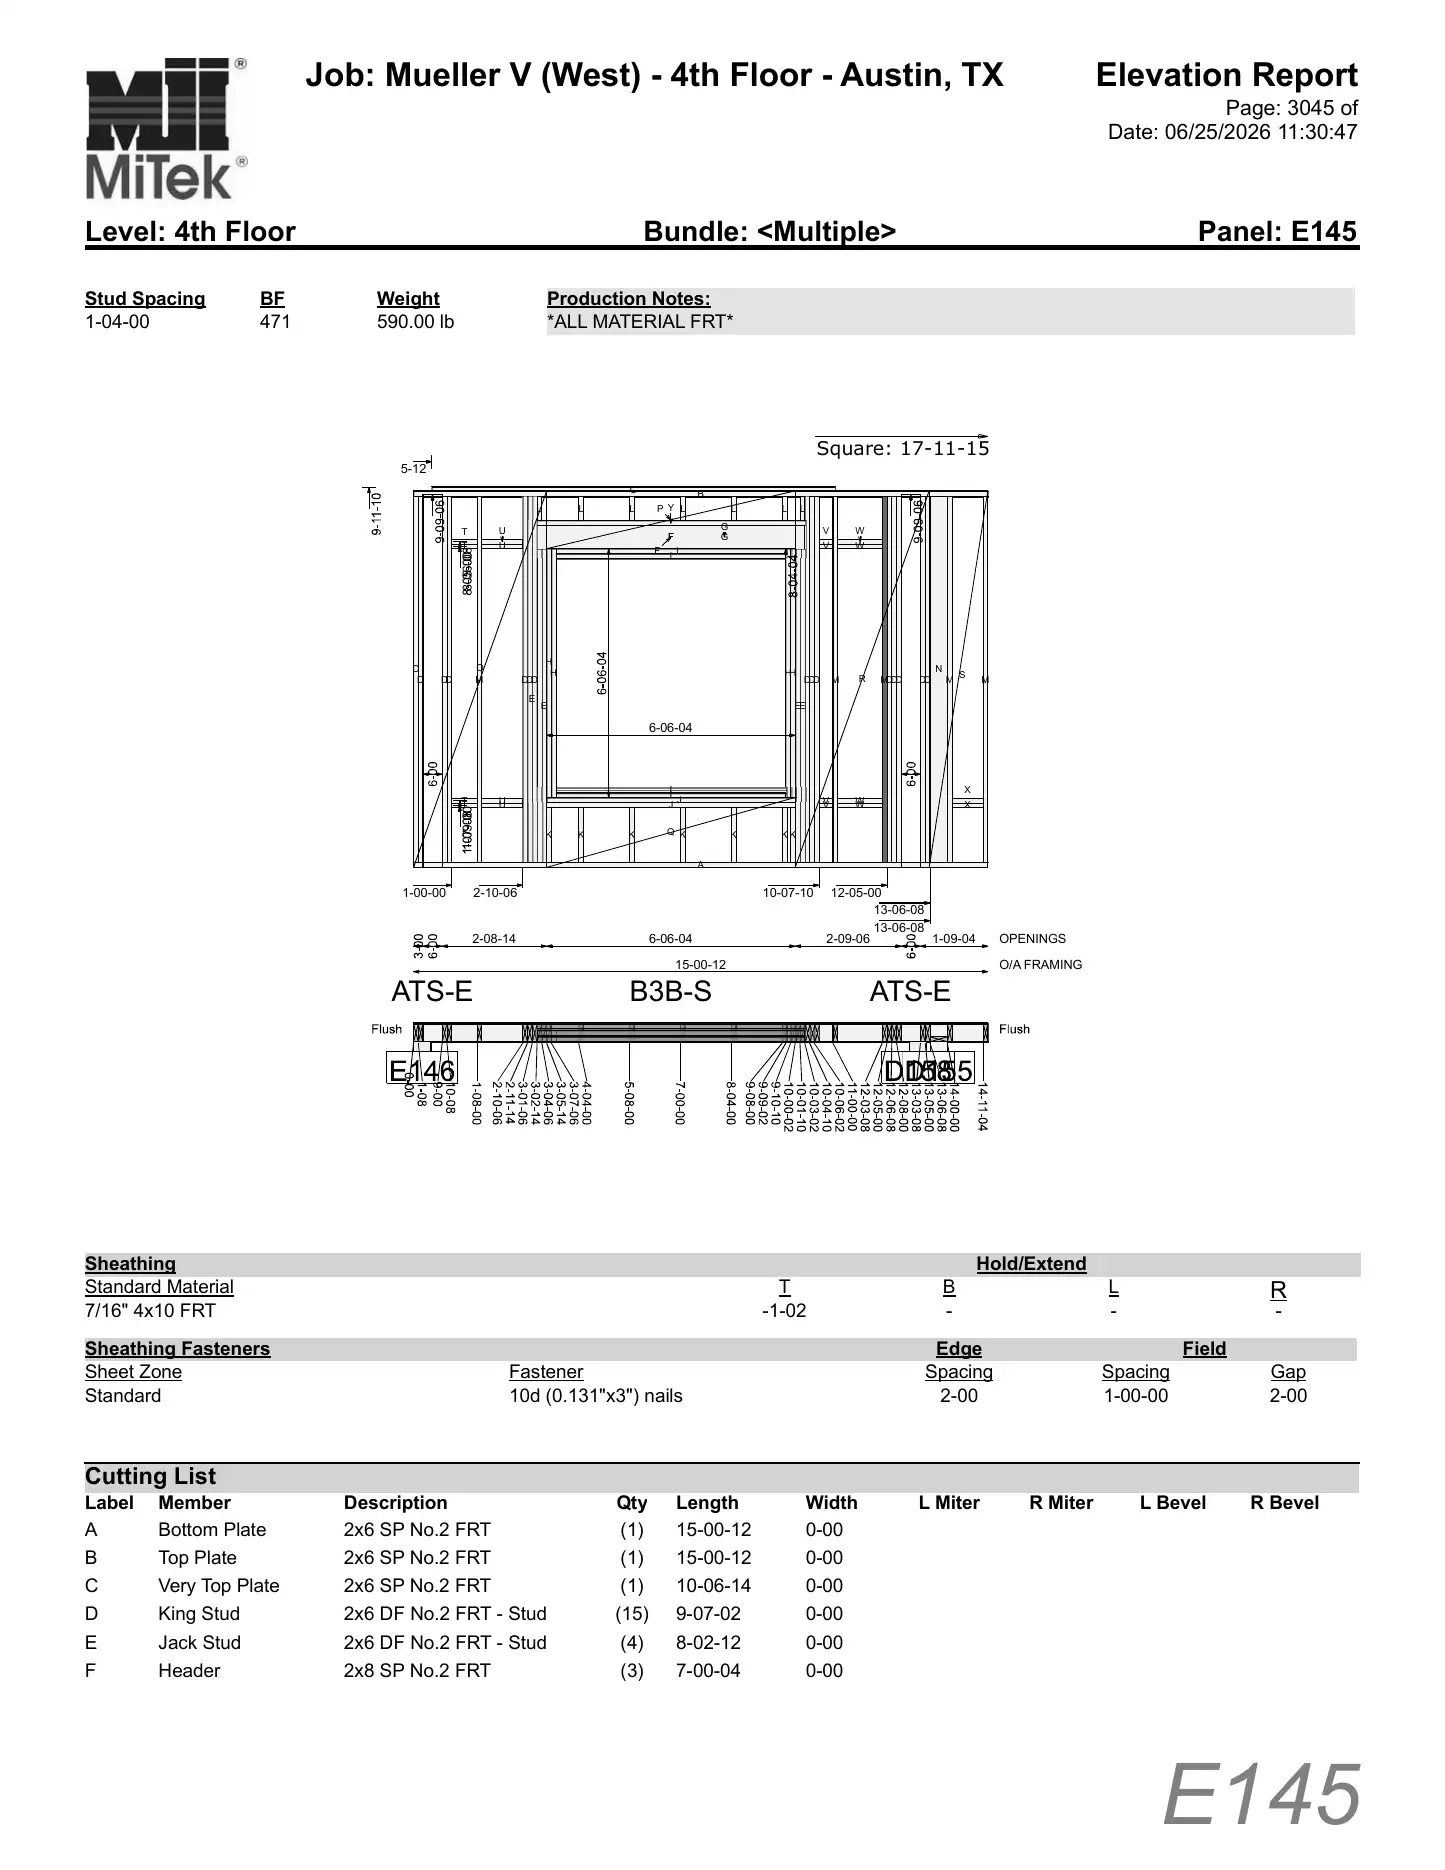 Job: Mueller V (West) - 4th Floor - Austin, TX
Elevation Report
Page: 3045 of
Date: 06/25/2026 11:30:47
MiTek®
Level: 4th Floor Bundle: <Multiple> Panel: E145
Stud Spacing BF Weight Production Notes:
1-04-00 471 590.00 lb *ALL MATERIAL FRT*
Square: 17-11-15
5-12
9-11-10
9-09-06
9-09-06
8-04-04
6-06-04
6-06-04
6-00
6-00
1-00-00 2-10-06 10-07-10 12-05-00
13-06-08
13-06-08
3-00 6-00 2-08-14 6-06-04 2-09-06 6-00 1-09-04 OPENINGS
15-00-12 O/A FRAMING
ATS-E B3B-S ATS-E
Flush Flush
E146
0-00 1-08 9-00 10-08 1-08-00 2-10-06 2-11-14 3-01-06 3-02-14 3-04-06 3-05-14 3-07-06 4-04-00 5-08-00 7-00-00 8-04-00 9-08-00 9-09-02 9-10-10 10-00-02 10-01-10 10-03-02 10-04-10 10-06-02 11-00-00 12-03-08 12-05-00 12-06-08 12-08-00 13-03-08 13-05-00 13-06-08 14-00-00 14-11-04
Sheathing Hold/Extend
Standard Material T B L R
7/16" 4x10 FRT -1-02 - - -
Sheathing Fasteners Edge Field
Sheet Zone Fastener Spacing Spacing Gap
Standard 10d (0.131"x3") nails 2-00 1-00-00 2-00
Cutting List
Label Member Description Qty Length Width L Miter R Miter L Bevel R Bevel
A Bottom Plate 2x6 SP No.2 FRT (1) 15-00-12 0-00
B Top Plate 2x6 SP No.2 FRT (1) 15-00-12 0-00
C Very Top Plate 2x6 SP No.2 FRT (1) 10-06-14 0-00
D King Stud 2x6 DF No.2 FRT - Stud (15) 9-07-02 0-00
E Jack Stud 2x6 DF No.2 FRT - Stud (4) 8-02-12 0-00
F Header 2x8 SP No.2 FRT (3) 7-00-04 0-00
E145